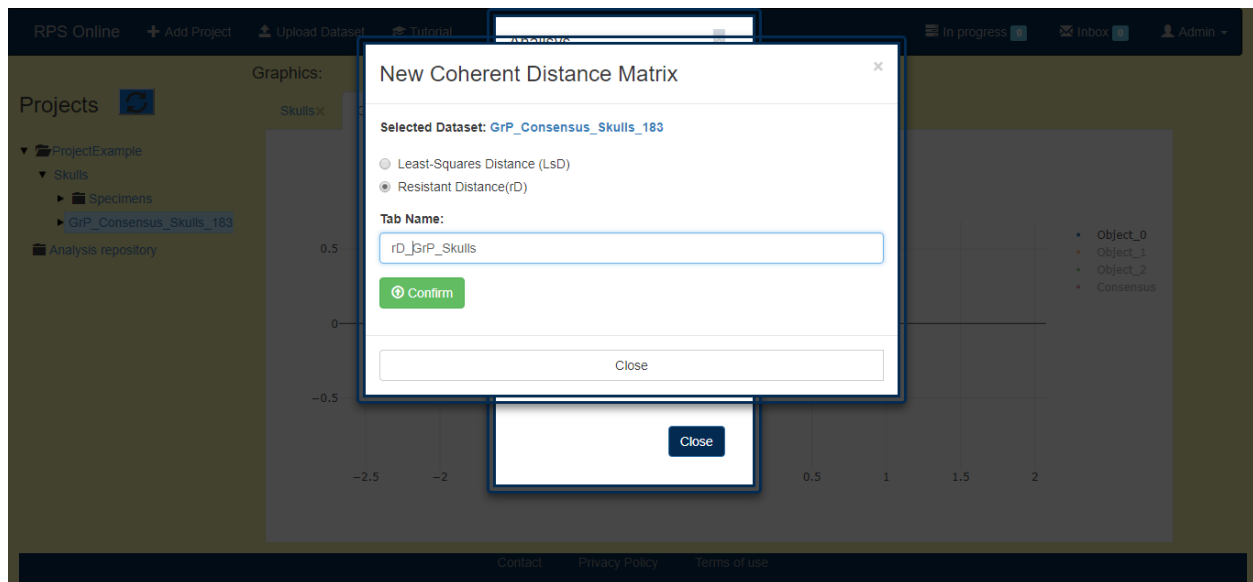 RPS Online Add Project Upload Dataset Tutorial In progress 0 Inbox 0 Admin
Analisys
Graphics:
Projects
Skulls×
ProjectExample
Skulls
Specimens
GrP_Consensus_Skulls_183
Analysis repository
New Coherent Distance Matrix ×
Selected Dataset: GrP_Consensus_Skulls_183
Least-Squares Distance (LsD)
Resistant Distance(rD)
Tab Name:
rD_GrP_Skulls
Confirm
Close
0.5
0
−0.5
−2.5 −2 0.5 1 1.5 2
Object_0
Object_1
Object_2
Consensus
Close
Contact Privacy Policy Terms of use